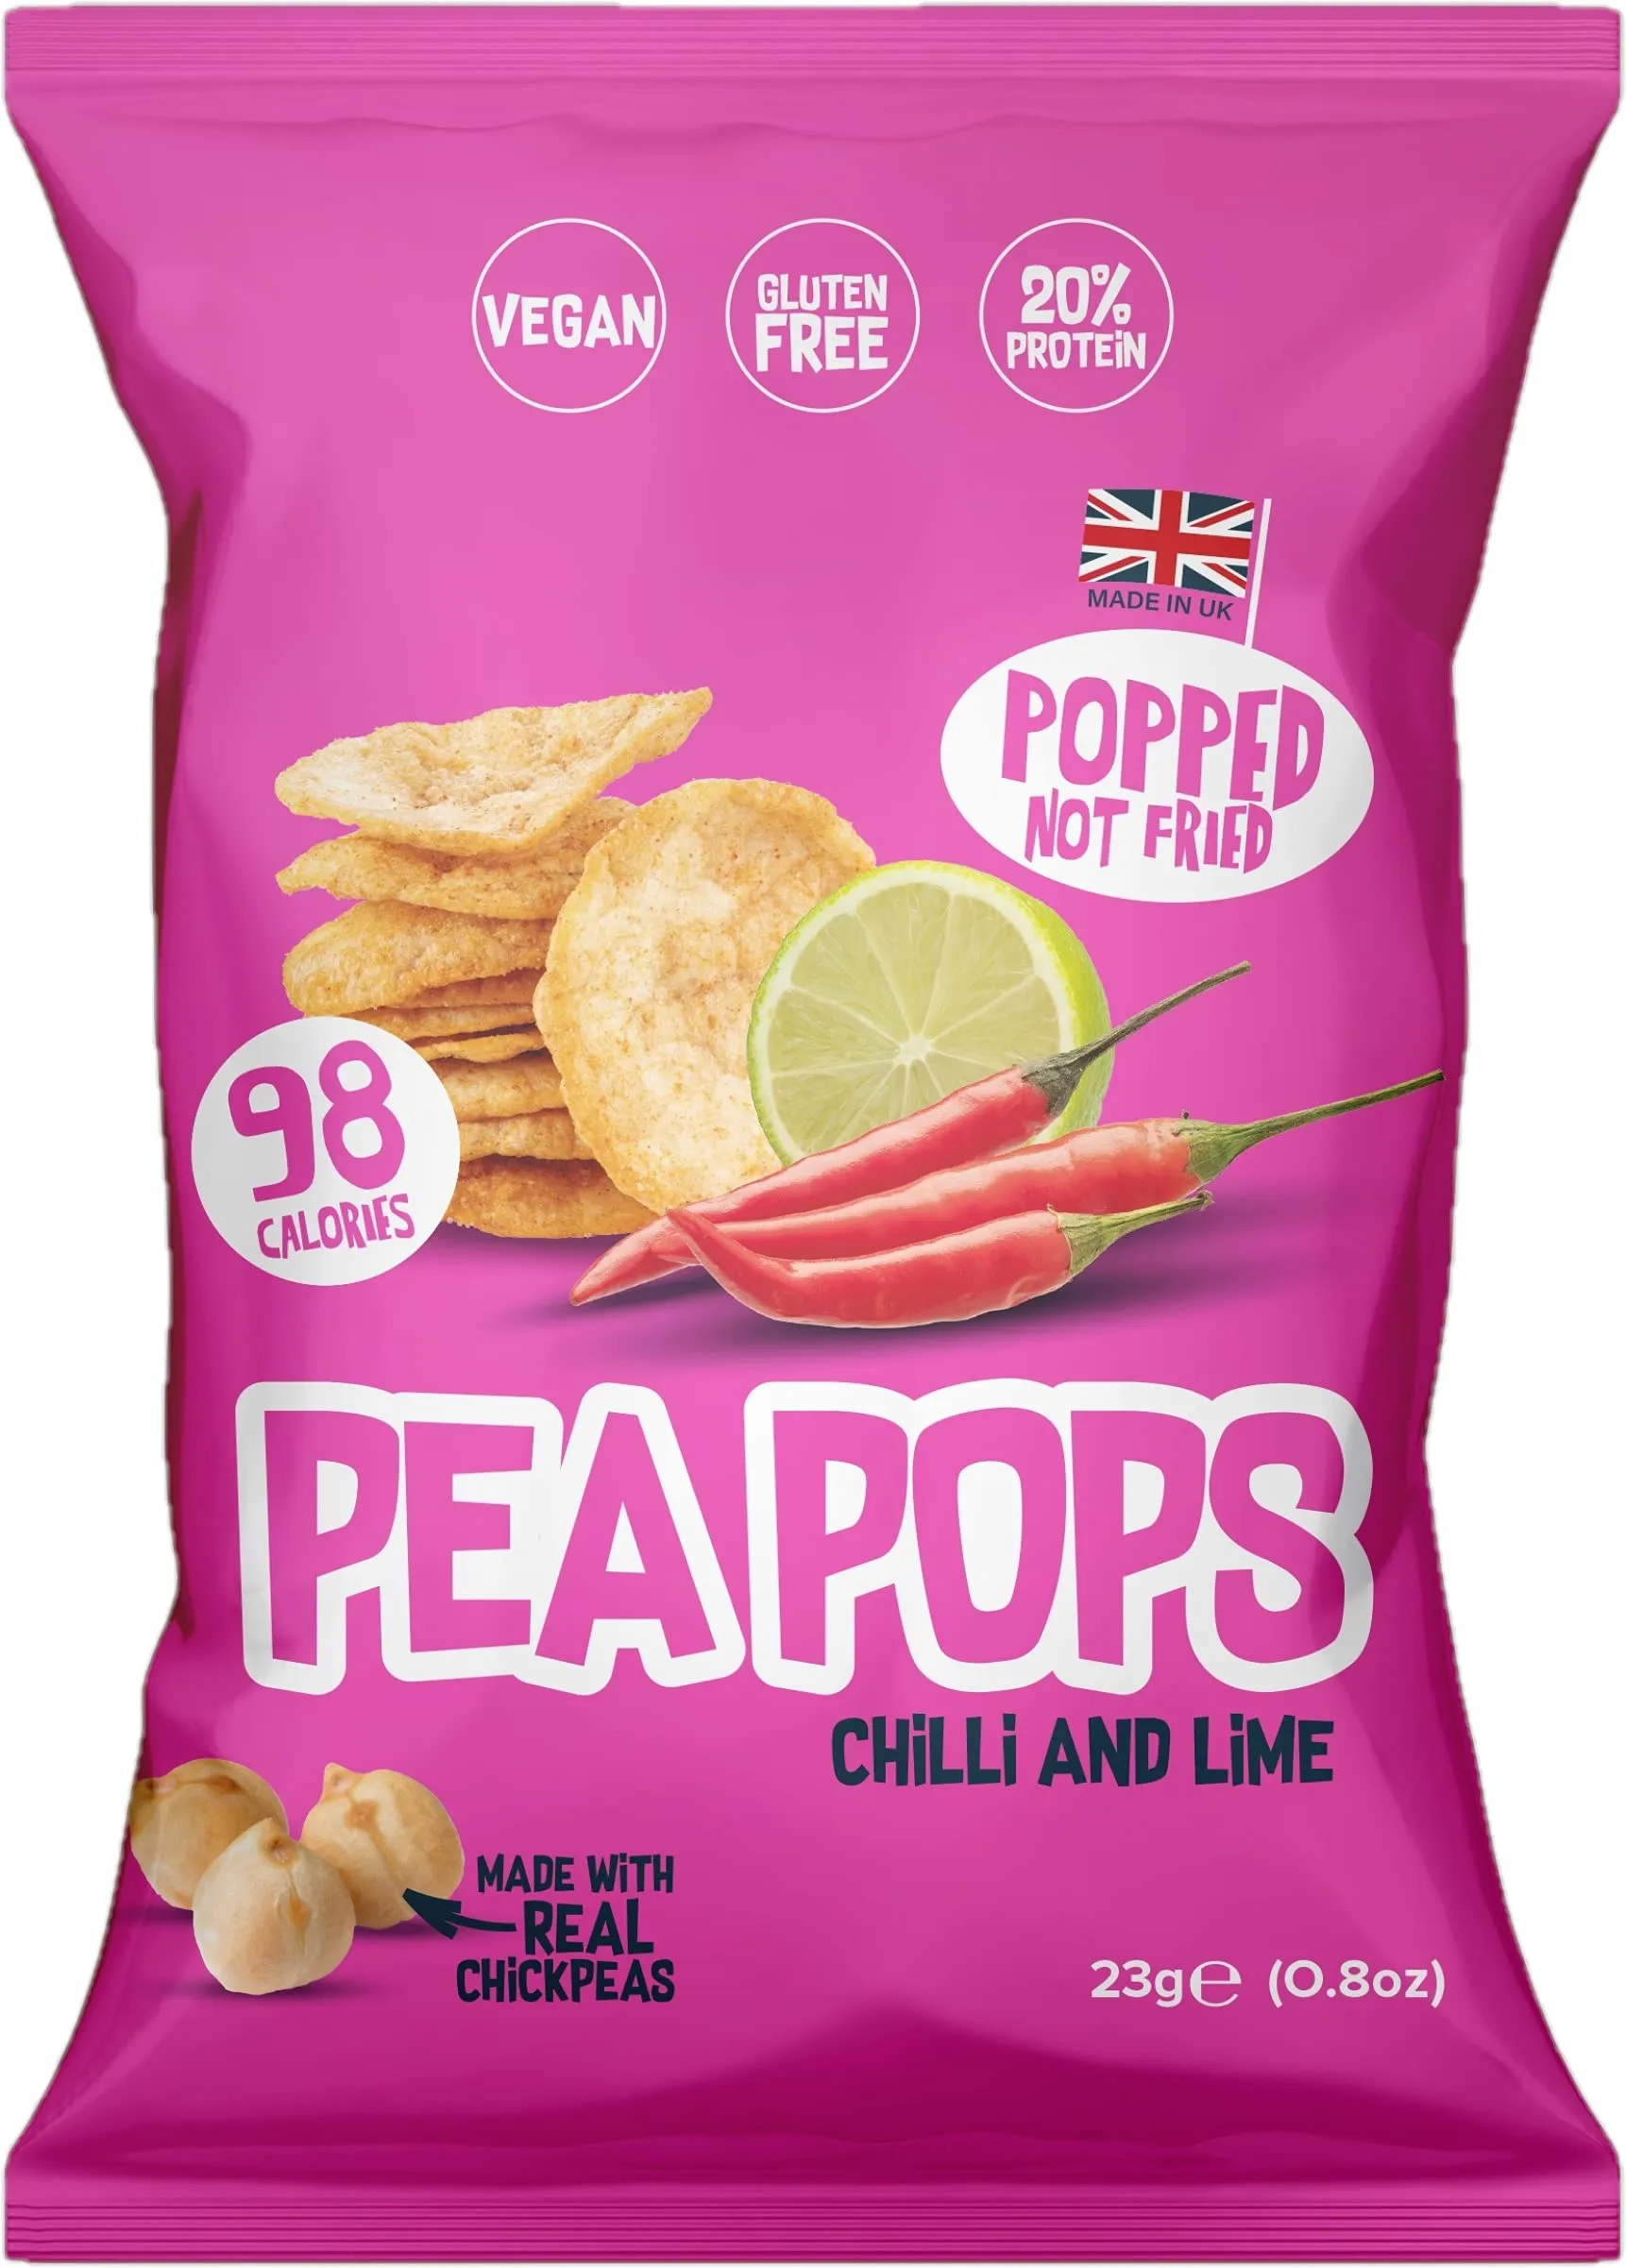 VEGAN
GLUTEN
FREE
20%
PROTEiN
MADE IN UK
POPPED
NOT FRIED
98
CALORIES
PEA POPS
CHiLLi AND LiME
MADE WiTH
REAL
CHiCKPEAS
23g℮ (0.8oz)